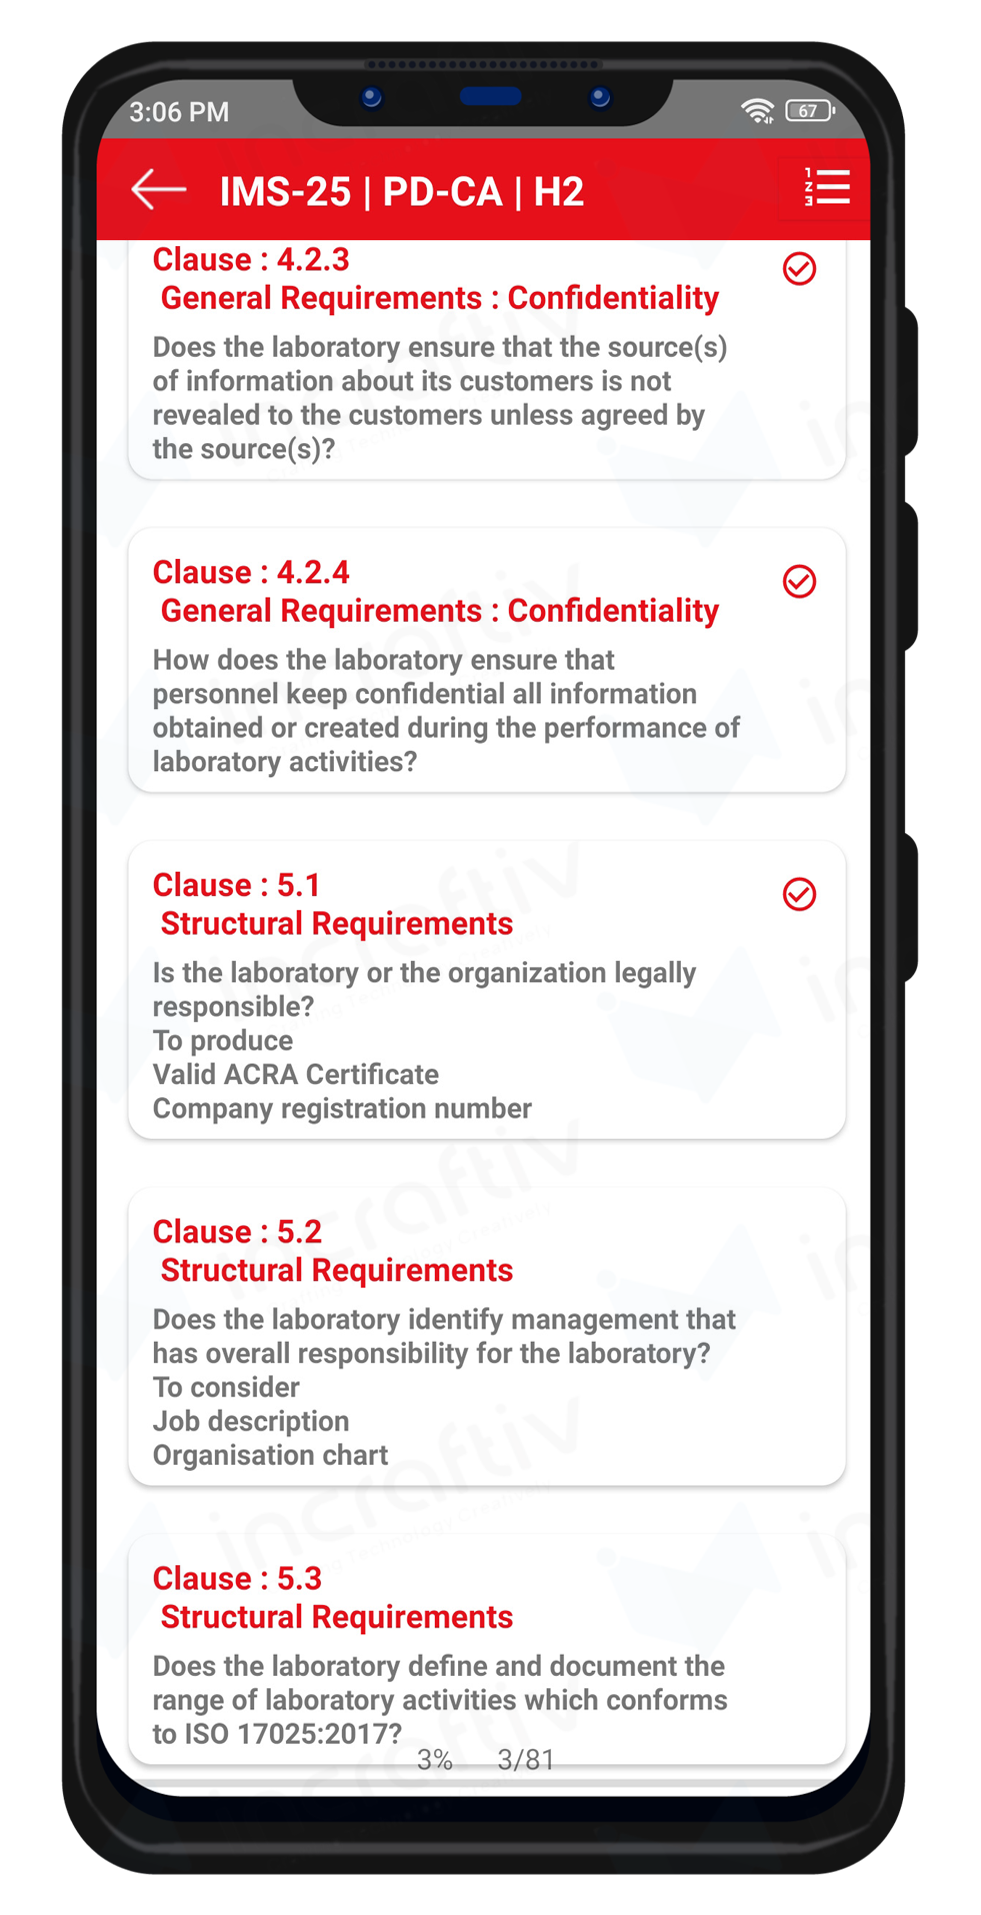 3:06 PM
67
IMS-25 | PD-CA | H2
1
2
3
Clause : 4.2.3
General Requirements : Confidentiality
Does the laboratory ensure that the source(s)
of information about its customers is not
revealed to the customers unless agreed by
the source(s)?
Clause : 4.2.4
General Requirements : Confidentiality
How does the laboratory ensure that
personnel keep confidential all information
obtained or created during the performance of
laboratory activities?
Clause : 5.1
Structural Requirements
Is the laboratory or the organization legally
responsible?
To produce
Valid ACRA Certificate
Company registration number
Clause : 5.2
Structural Requirements
Does the laboratory identify management that
has overall responsibility for the laboratory?
To consider
Job description
Organisation chart
Clause : 5.3
Structural Requirements
Does the laboratory define and document the
range of laboratory activities which conforms
to ISO 17025:2017?
3% 3/81
incraftiv